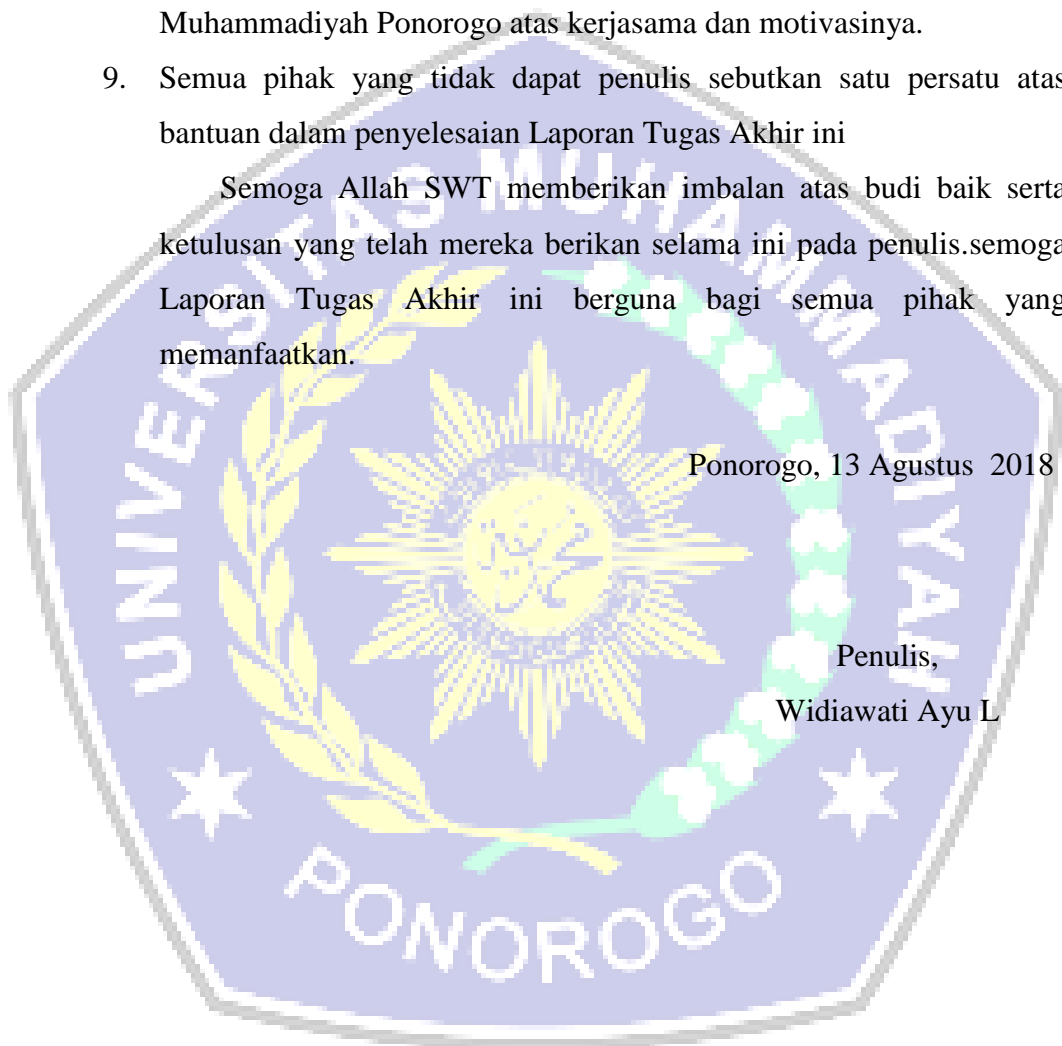 Muhammadiyah Ponorogo atas kerjasama dan motivasinya.
9. Semua pihak yang tidak dapat penulis sebutkan satu persatu atas
bantuan dalam penyelesaian Laporan Tugas Akhir ini
Semoga Allah SWT memberikan imbalan atas budi baik serta
ketulusan yang telah mereka berikan selama ini pada penulis.semoga
Laporan Tugas Akhir ini berguna bagi semua pihak yang
memanfaatkan.
Ponorogo, 13 Agustus 2018
Penulis,
Widiawati Ayu L
UNIVERSITAS MUHAMMADIYAH
PONOROGO